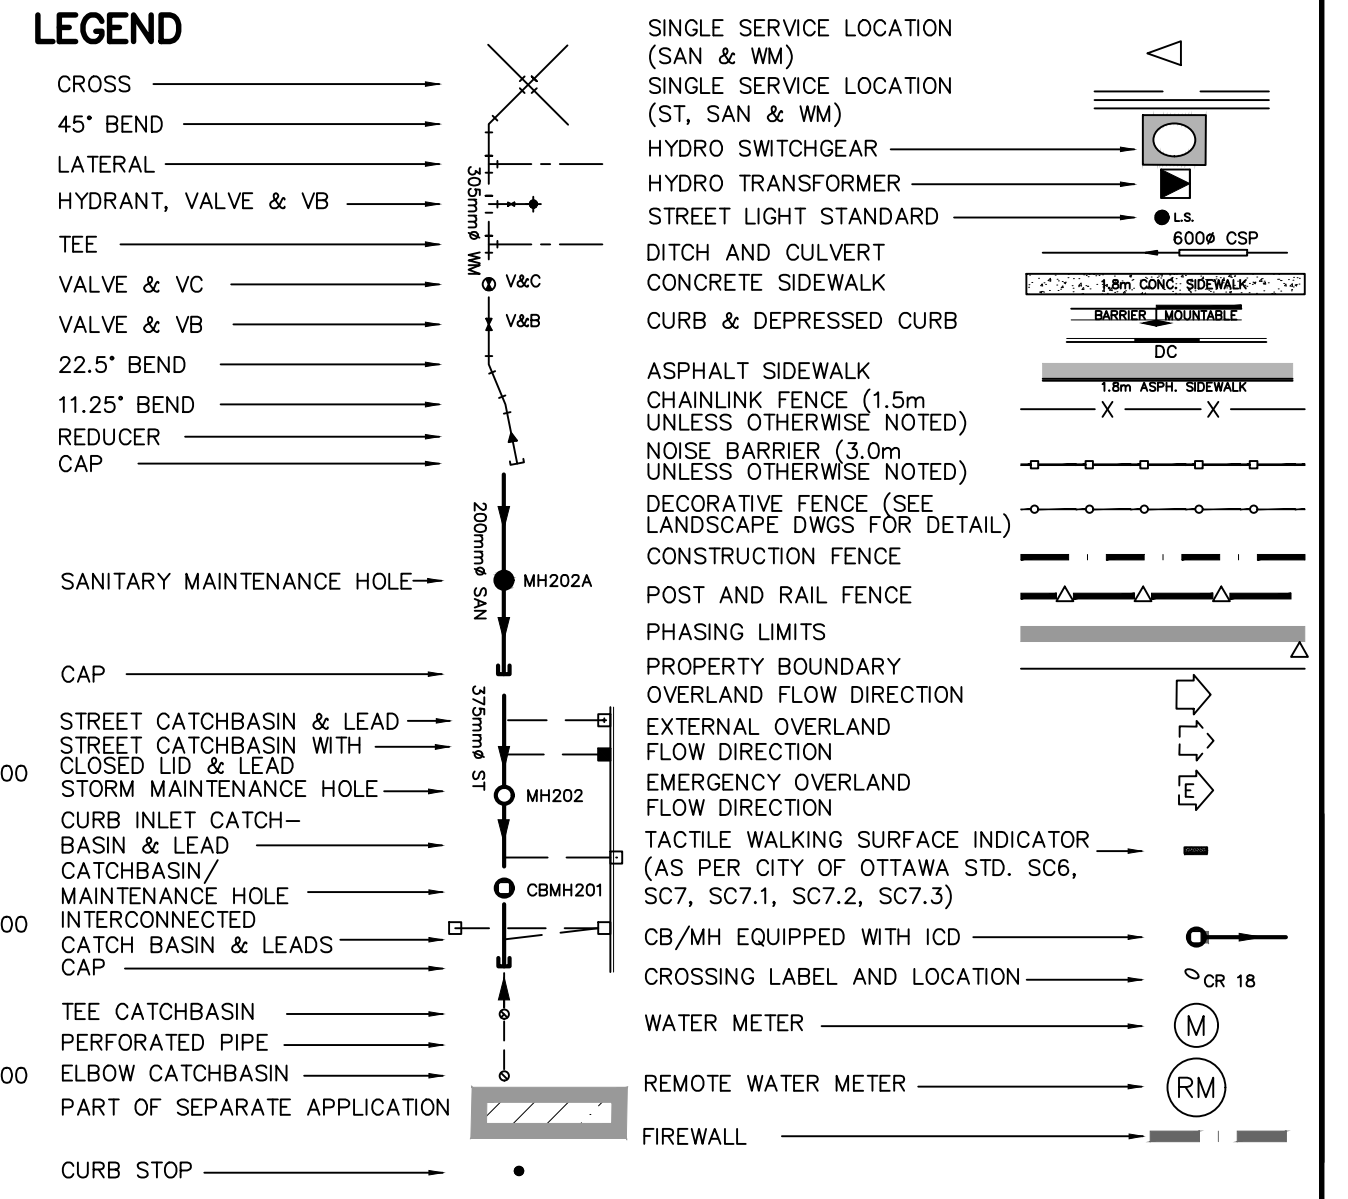 LEGEND
CROSS
45° BEND
LATERAL
HYDRANT, VALVE & VB
TEE
VALVE & VC
VALVE & VB
22.5° BEND
11.25° BEND
REDUCER
CAP
SANITARY MAINTENANCE HOLE
CAP
STREET CATCHBASIN & LEAD
STREET CATCHBASIN WITH
CLOSED LID & LEAD
STORM MAINTENANCE HOLE
CURB INLET CATCH-
BASIN & LEAD
CATCHBASIN/
MAINTENANCE HOLE
INTERCONNECTED
CATCH BASIN & LEADS
CAP
TEE CATCHBASIN
PERFORATED PIPE
ELBOW CATCHBASIN
PART OF SEPARATE APPLICATION
CURB STOP
00
00
00
305mmø WM
V&C
V&B
200mmø SAN
MH202A
375mmø ST
MH202
CBMH201
SINGLE SERVICE LOCATION
(SAN & WM)
SINGLE SERVICE LOCATION
(ST, SAN & WM)
HYDRO SWITCHGEAR
HYDRO TRANSFORMER
STREET LIGHT STANDARD
L.S.
DITCH AND CULVERT
600ø CSP
CONCRETE SIDEWALK
1.8m CONC. SIDEWALK
CURB & DEPRESSED CURB
BARRIER MOUNTABLE
DC
ASPHALT SIDEWALK
1.8m ASPH. SIDEWALK
CHAINLINK FENCE (1.5m
UNLESS OTHERWISE NOTED)
X X
NOISE BARRIER (3.0m
UNLESS OTHERWISE NOTED)
DECORATIVE FENCE (SEE
LANDSCAPE DWGS FOR DETAIL)
CONSTRUCTION FENCE
POST AND RAIL FENCE
PHASING LIMITS
PROPERTY BOUNDARY
OVERLAND FLOW DIRECTION
EXTERNAL OVERLAND
FLOW DIRECTION
EMERGENCY OVERLAND
FLOW DIRECTION
E
TACTILE WALKING SURFACE INDICATOR
(AS PER CITY OF OTTAWA STD. SC6,
SC7, SC7.1, SC7.2, SC7.3)
CB/MH EQUIPPED WITH ICD
CROSSING LABEL AND LOCATION
CR 18
WATER METER
M
REMOTE WATER METER
RM
FIREWALL